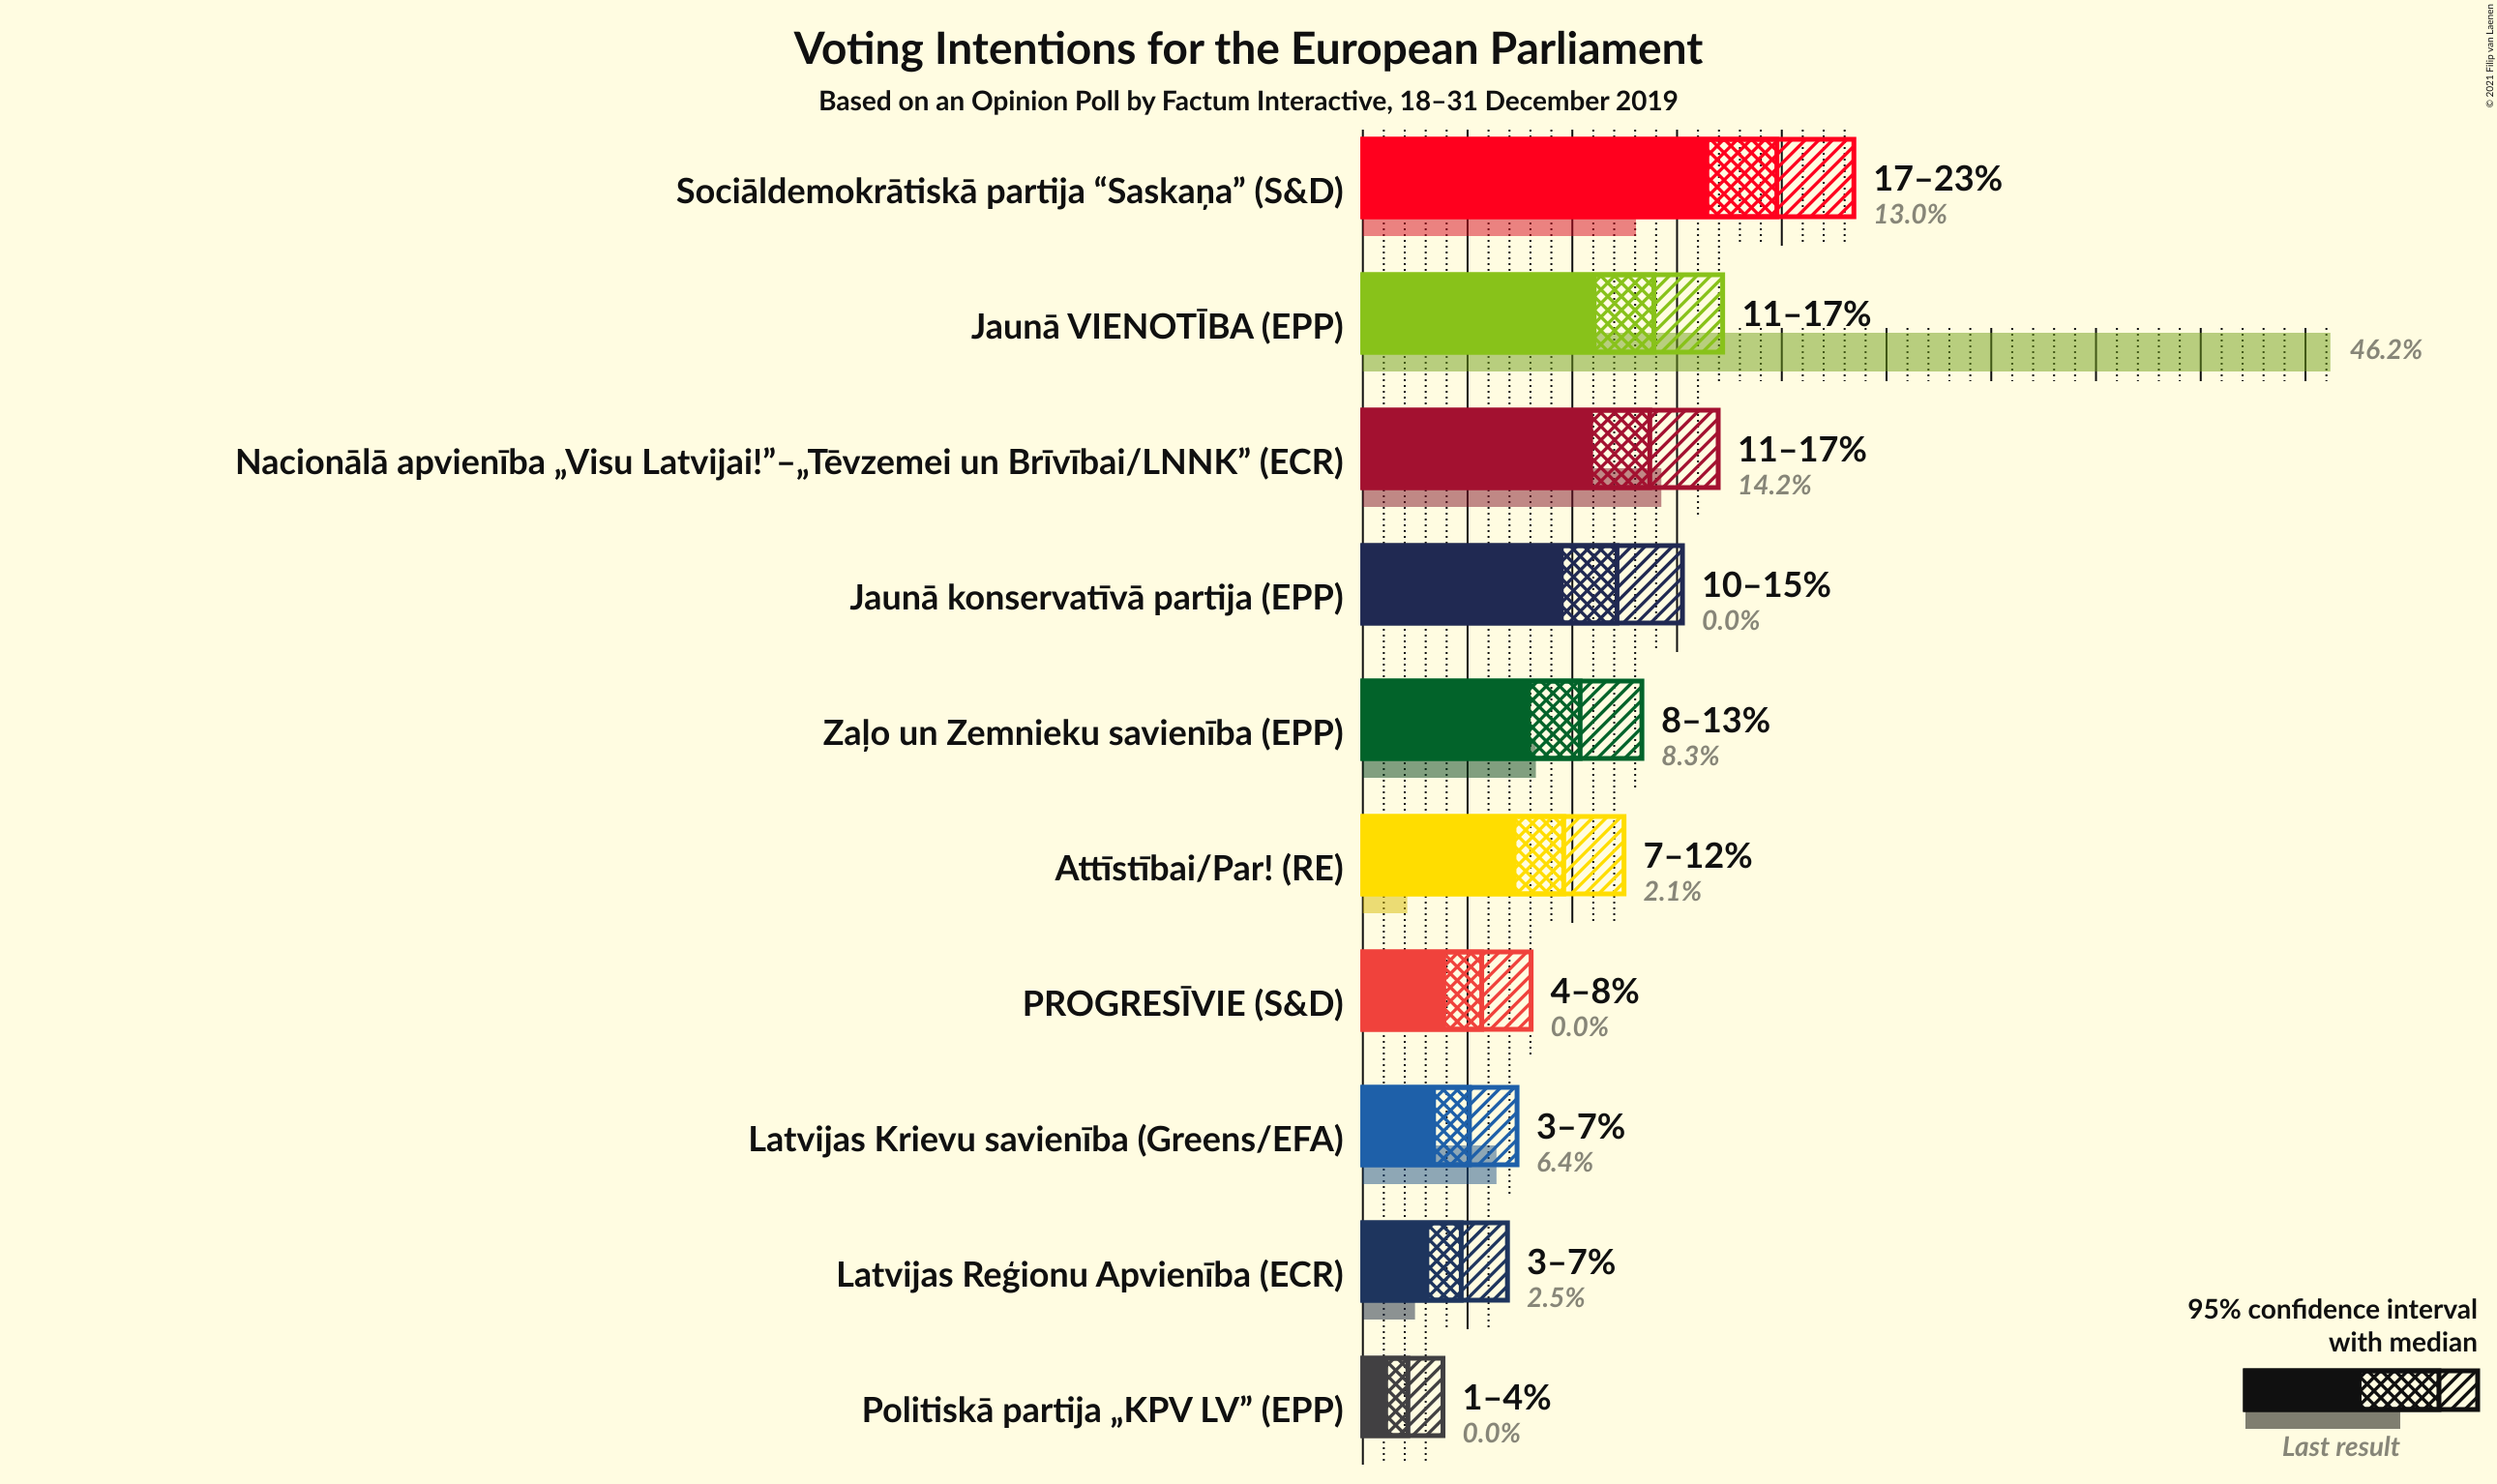 Voting Intentions for the European Parliament
Based on an Opinion Poll by Factum Interactive, 18–31 December 2019
© 2021 Filip van Laenen
Sociāldemokrātiskā partija “Saskaņa” (S&D)
17–23%
13.0%
Jaunā VIENOTĪBA (EPP)
11–17%
46.2%
Nacionālā apvienība „Visu Latvijai!”–„Tēvzemei un Brīvībai/LNNK” (ECR)
11–17%
14.2%
Jaunā konservatīvā partija (EPP)
10–15%
0.0%
Zaļo un Zemnieku savienība (EPP)
8–13%
8.3%
Attīstībai/Par! (RE)
7–12%
2.1%
PROGRESĪVIE (S&D)
4–8%
0.0%
Latvijas Krievu savienība (Greens/EFA)
3–7%
6.4%
Latvijas Reģionu Apvienība (ECR)
3–7%
2.5%
Politiskā partija „KPV LV” (EPP)
1–4%
0.0%
95% confidence interval
with median
Last result